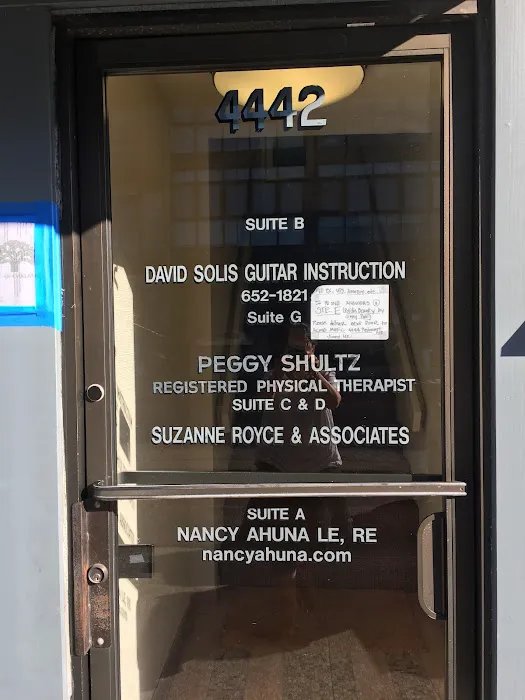 4442
SUITE B
DAVID SOLIS GUITAR INSTRUCTION
652-1821
Suite G
PEGGY SHULTZ
REGISTERED PHYSICAL THERAPIST
SUITE C & D
SUZANNE ROYCE & ASSOCIATES
SUITE A
NANCY AHUNA LE, RE
nancyahuna.com